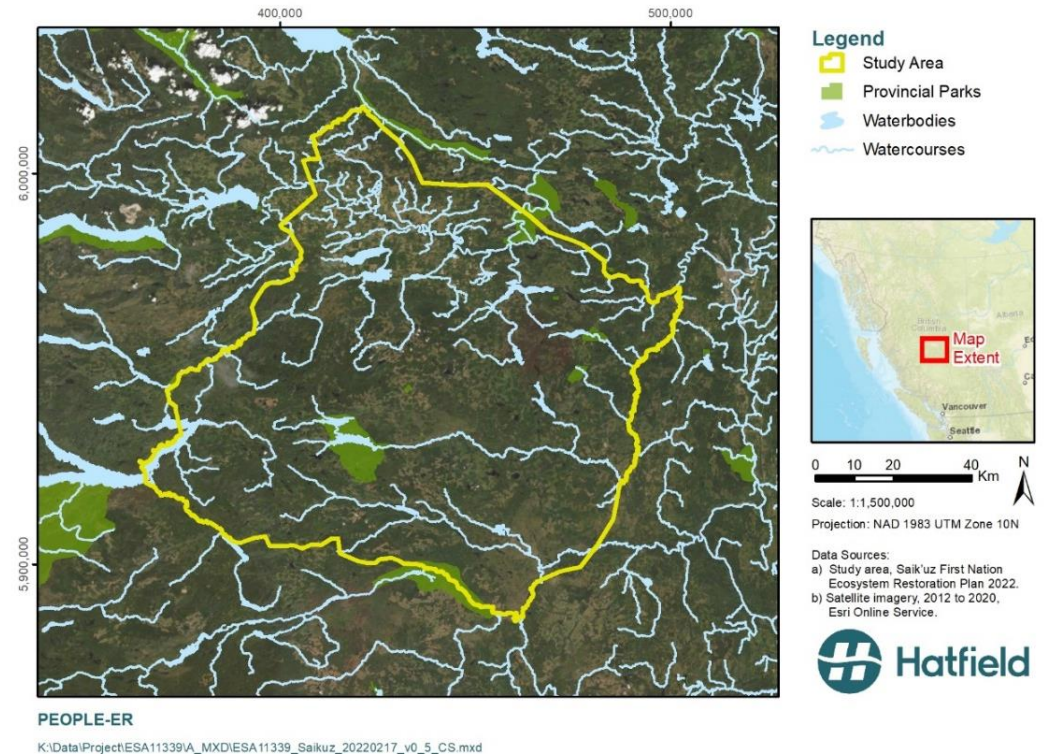 400,000
500,000
6,000,000
5,900,000
Legend
Study Area
Provincial Parks
Waterbodies
Watercourses
British
Columbia
Alberta
Map
Extent
Vancouver
Seattle
0 10 20 40
Km
N
Scale: 1:1,500,000
Projection: NAD 1983 UTM Zone 10N
Data Sources:
a) Study area, Saik'uz First Nation
Ecosystem Restoration Plan 2022.
b) Satellite imagery, 2012 to 2020,
Esri Online Service.
Hatfield
PEOPLE-ER
K:\Data\Project\ESA11339\A_MXD\ESA11339_Saikuz_20220217_v0_5_CS.mxd